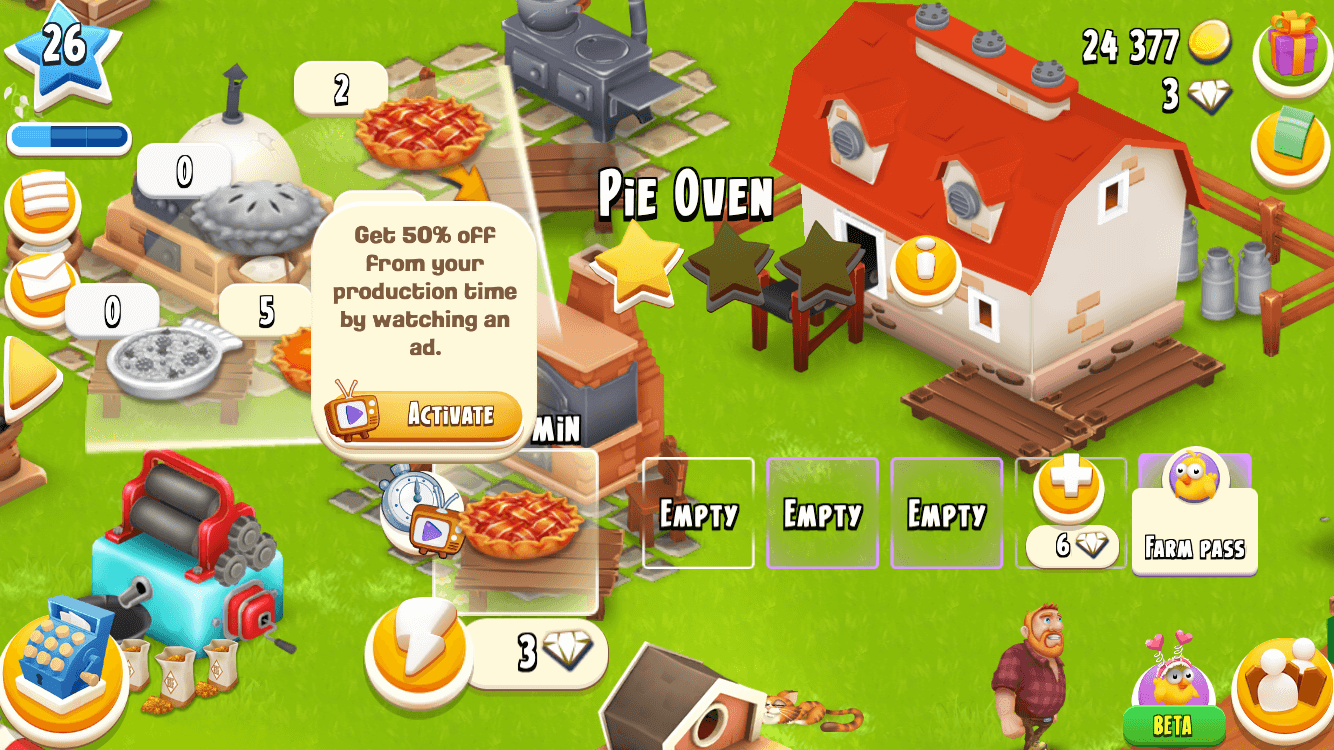 26
24 377
3
2
0
PIE OVEN
Get 50% off
from your
production time
by watching an
ad.
0
5
ACTIVATE
MIN
EMPTY
EMPTY
EMPTY
6
FARM PASS
3
BETA